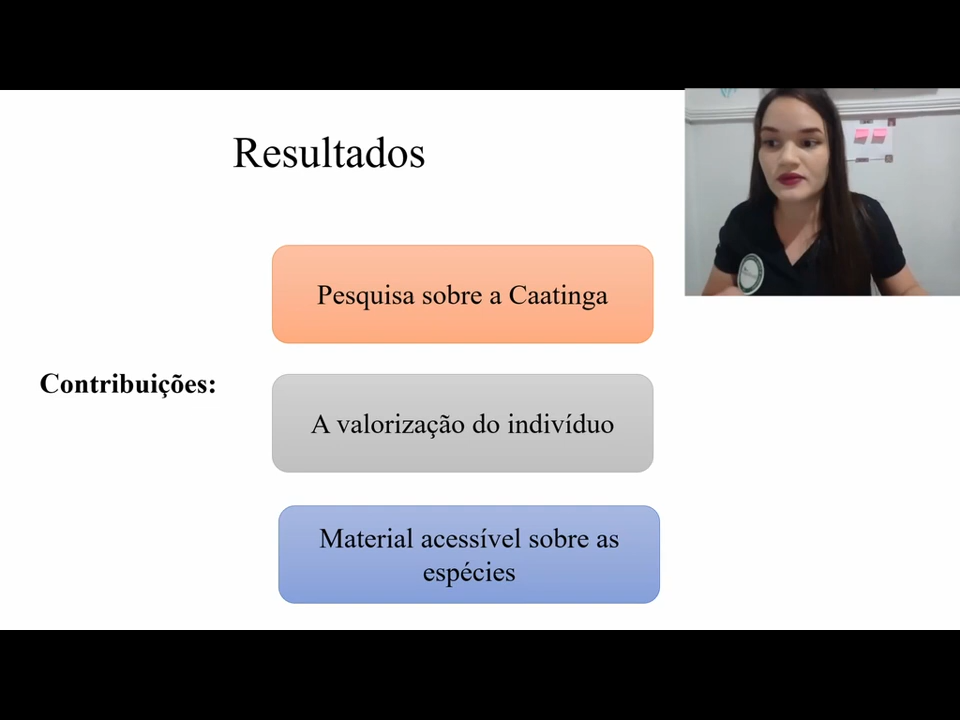 Resultados
Pesquisa sobre a Caatinga
Contribuições:
A valorização do indivíduo
Material acessível sobre as
espécies